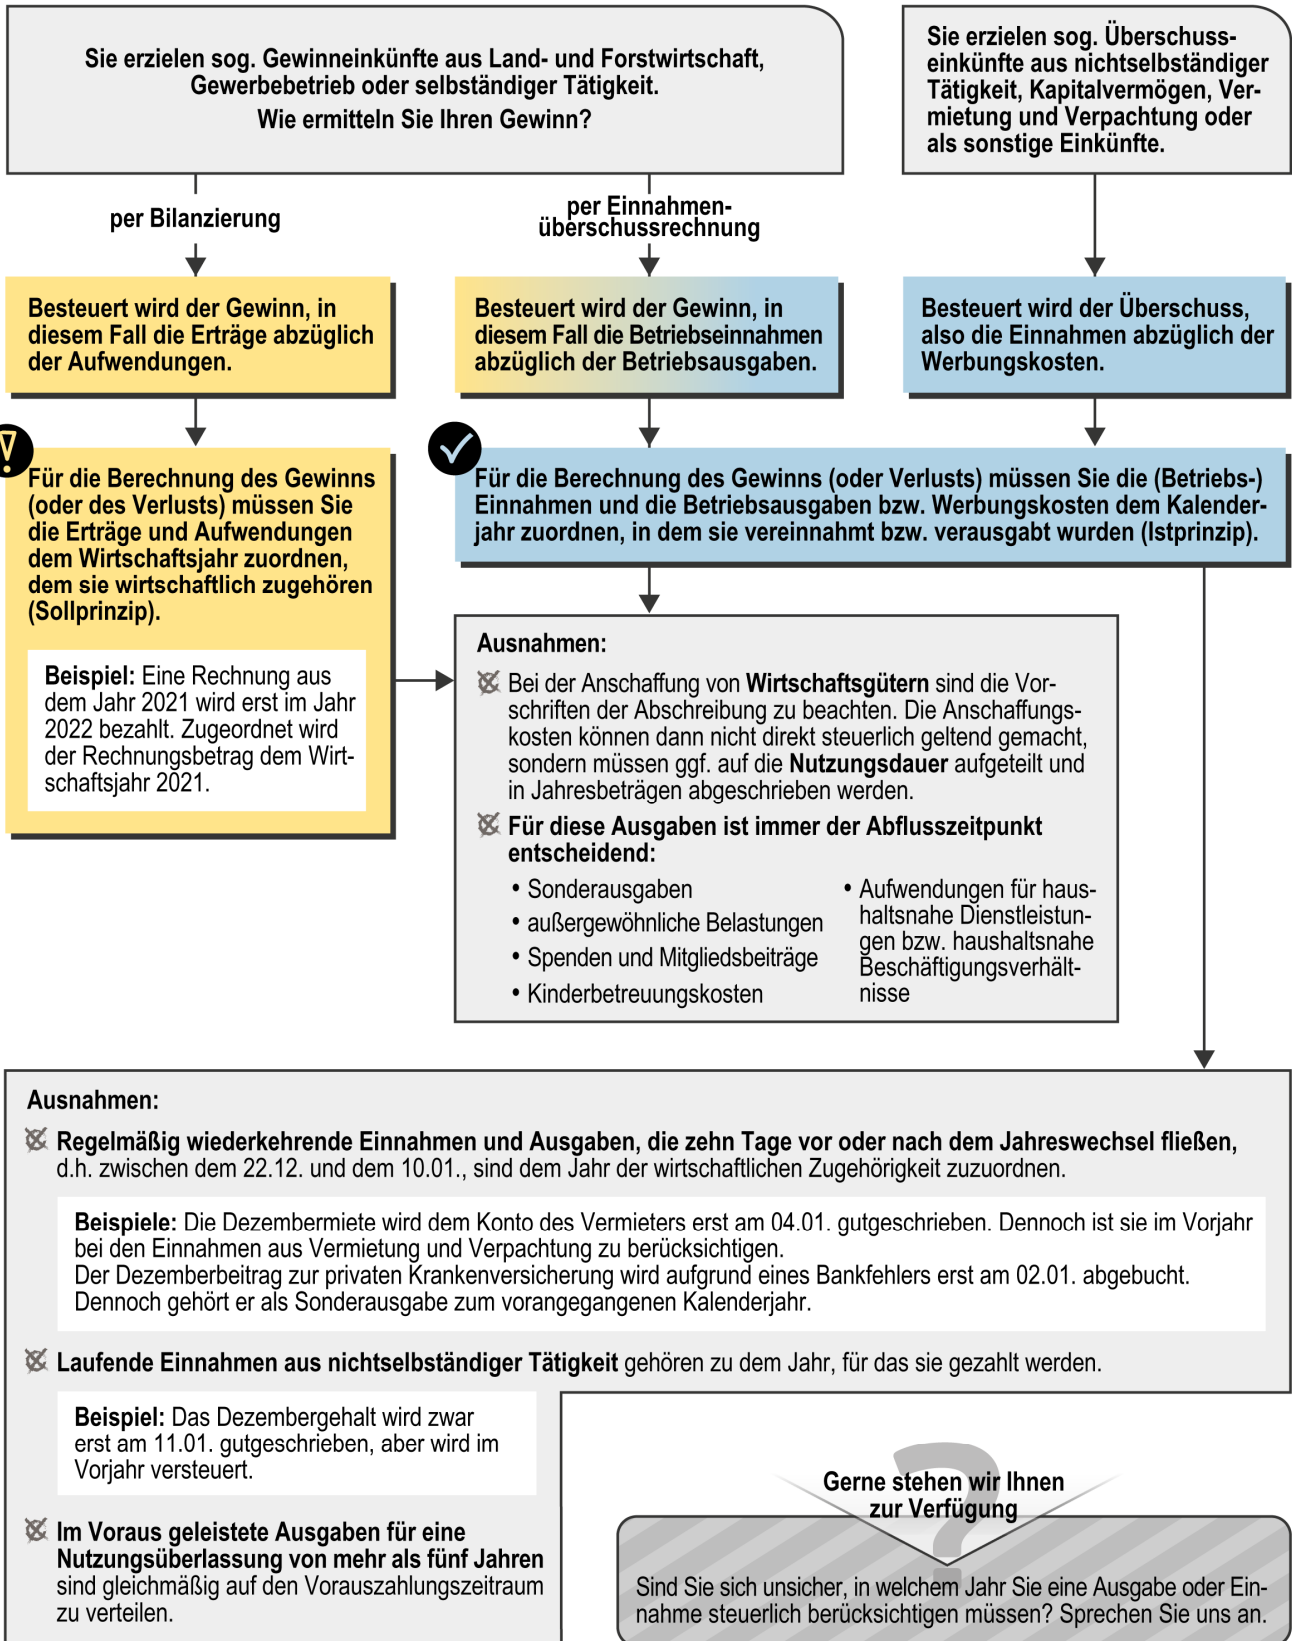 Sie erzielen sog. Gewinneinkünfte aus Land- und Forstwirtschaft,
Gewerbebetrieb oder selbständiger Tätigkeit.
Wie ermitteln Sie Ihren Gewinn?
Sie erzielen sog. Überschuss-
einkünfte aus nichtselbständiger
Tätigkeit, Kapitalvermögen, Ver-
mietung und Verpachtung oder
als sonstige Einkünfte.
per Bilanzierung
per Einnahmen-
überschussrechnung
Besteuert wird der Gewinn, in
diesem Fall die Erträge abzüglich
der Aufwendungen.
Besteuert wird der Gewinn, in
diesem Fall die Betriebseinnahmen
abzüglich der Betriebsausgaben.
Besteuert wird der Überschuss,
also die Einnahmen abzüglich der
Werbungskosten.
Für die Berechnung des Gewinns
(oder des Verlusts) müssen Sie
die Erträge und Aufwendungen
dem Wirtschaftsjahr zuordnen,
dem sie wirtschaftlich zugehören
(Sollprinzip).
Beispiel: Eine Rechnung aus
dem Jahr 2021 wird erst im Jahr
2022 bezahlt. Zugeordnet wird
der Rechnungsbetrag dem Wirt-
schaftsjahr 2021.
Für die Berechnung des Gewinns (oder Verlusts) müssen Sie die (Betriebs-)
Einnahmen und die Betriebsausgaben bzw. Werbungskosten dem Kalender-
jahr zuordnen, in dem sie vereinnahmt bzw. verausgabt wurden (Istprinzip).
Ausnahmen:
Bei der Anschaffung von Wirtschaftsgütern sind die Vor-
schriften der Abschreibung zu beachten. Die Anschaffungs-
kosten können dann nicht direkt steuerlich geltend gemacht,
sondern müssen ggf. auf die Nutzungsdauer aufgeteilt und
in Jahresbeträgen abgeschrieben werden.
Für diese Ausgaben ist immer der Abflusszeitpunkt
entscheidend:
• Sonderausgaben
• außergewöhnliche Belastungen
• Spenden und Mitgliedsbeiträge
• Kinderbetreuungskosten
• Aufwendungen für haus-
haltsnahe Dienstleistun-
gen bzw. haushaltsnahe
Beschäftigungsverhält-
nisse
Ausnahmen:
Regelmäßig wiederkehrende Einnahmen und Ausgaben, die zehn Tage vor oder nach dem Jahreswechsel fließen,
d.h. zwischen dem 22.12. und dem 10.01., sind dem Jahr der wirtschaftlichen Zugehörigkeit zuzuordnen.
Beispiele: Die Dezembermiete wird dem Konto des Vermieters erst am 04.01. gutgeschrieben. Dennoch ist sie im Vorjahr
bei den Einnahmen aus Vermietung und Verpachtung zu berücksichtigen.
Der Dezemberbeitrag zur privaten Krankenversicherung wird aufgrund eines Bankfehlers erst am 02.01. abgebucht.
Dennoch gehört er als Sonderausgabe zum vorangegangenen Kalenderjahr.
Laufende Einnahmen aus nichtselbständiger Tätigkeit gehören zu dem Jahr, für das sie gezahlt werden.
Beispiel: Das Dezembergehalt wird zwar
erst am 11.01. gutgeschrieben, aber wird im
Vorjahr versteuert.
Im Voraus geleistete Ausgaben für eine
Nutzungsüberlassung von mehr als fünf Jahren
sind gleichmäßig auf den Vorauszahlungszeitraum
zu verteilen.
Gerne stehen wir Ihnen
zur Verfügung
Sind Sie sich unsicher, in welchem Jahr Sie eine Ausgabe oder Ein-
nahme steuerlich berücksichtigen müssen? Sprechen Sie uns an.